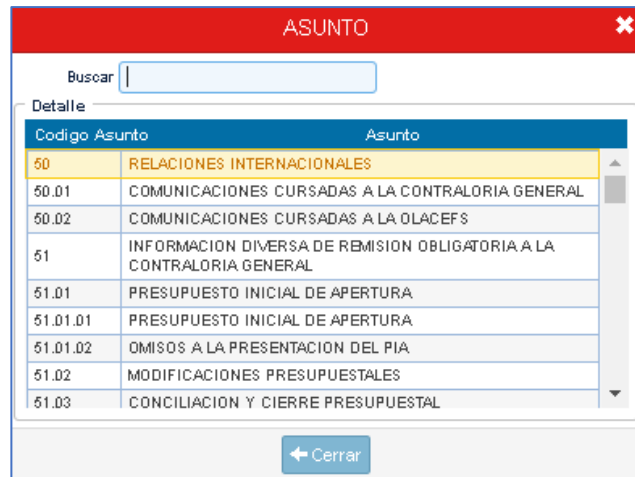 ASUNTO
Buscar
Detalle
Codigo Asunto Asunto
50 RELACIONES INTERNACIONALES
50.01 COMUNICACIONES CURSADAS A LA CONTRALORIA GENERAL
50.02 COMUNICACIONES CURSADAS A LA OLACEFS
51 INFORMACION DIVERSA DE REMISION OBLIGATORIA A LA
CONTRALORIA GENERAL
51.01 PRESUPUESTO INICIAL DE APERTURA
51.01.01 PRESUPUESTO INICIAL DE APERTURA
51.01.02 OMISOS A LA PRESENTACION DEL PIA
51.02 MODIFICACIONES PRESUPUESTALES
51.03 CONCILIACION Y CIERRE PRESUPUESTAL
Cerrar